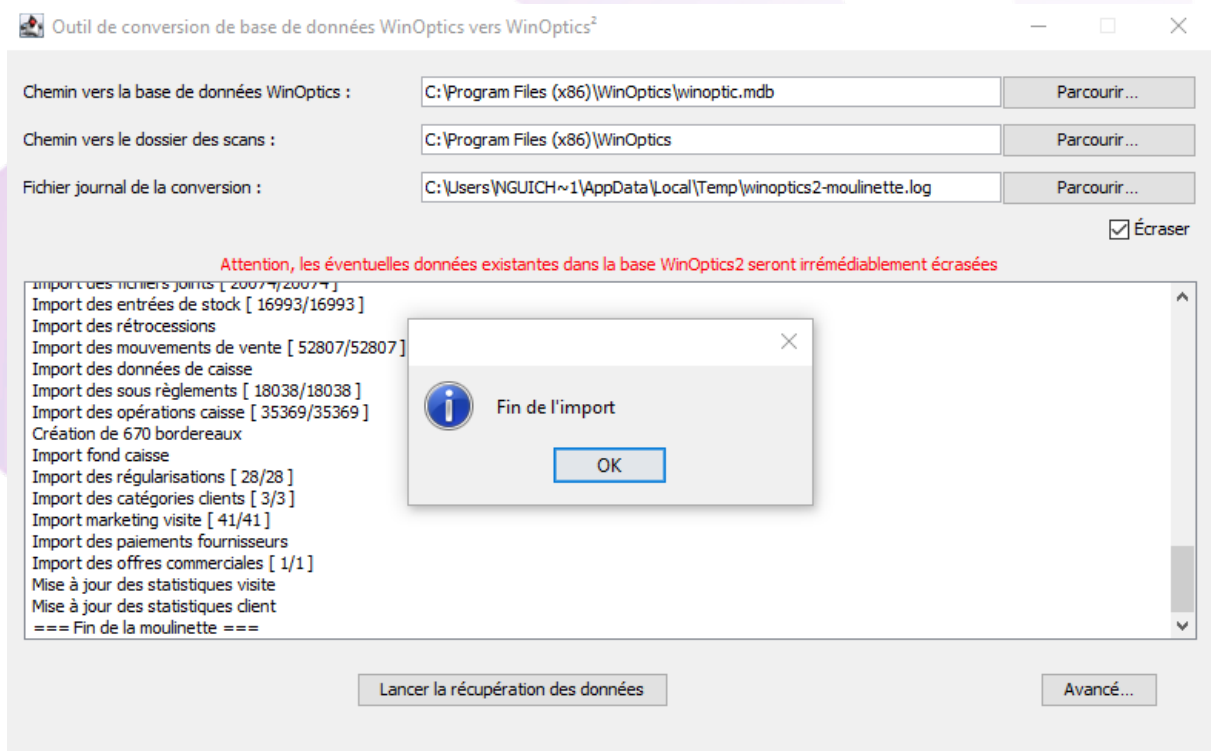 Outil de conversion de base de données WinOptics vers WinOptics²
Chemin vers la base de données WinOptics : C:\Program Files (x86)\WinOptics\winoptic.mdb Parcourir...
Chemin vers le dossier des scans : C:\Program Files (x86)\WinOptics Parcourir...
Fichier journal de la conversion : C:\Users\NGUICH~1\AppData\Local\Temp\winoptics2-moulinette.log Parcourir...
Écraser
Attention, les éventuelles données existantes dans la base WinOptics2 seront irrémédiablement écrasées
Import des fichiers joints [ 20074/20074 ]
Import des entrées de stock [ 16993/16993 ]
Import des rétrocessions
Import des mouvements de vente [ 52807/52807 ]
Import des données de caisse
Import des sous règlements [ 18038/18038 ]
Import des opérations caisse [ 35369/35369 ]
Création de 670 bordereaux
Import fond caisse
Import des régularisations [ 28/28 ]
Import des catégories clients [ 3/3 ]
Import marketing visite [ 41/41 ]
Import des paiements fournisseurs
Import des offres commerciales [ 1/1 ]
Mise à jour des statistiques visite
Mise à jour des statistiques client
=== Fin de la moulinette ===
Fin de l'import
OK
Lancer la récupération des données
Avancé...